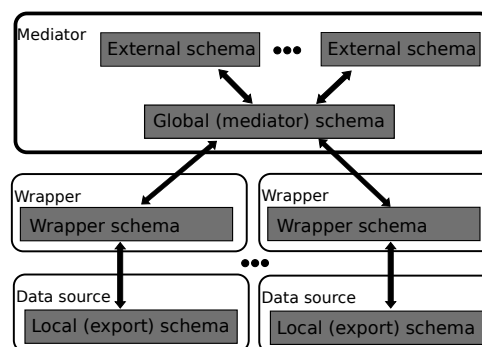 Mediator
External schema
External schema
Global (mediator) schema
Wrapper
Wrapper
Wrapper schema
Wrapper schema
Data source
Data source
Local (export) schema
Local (export) schema